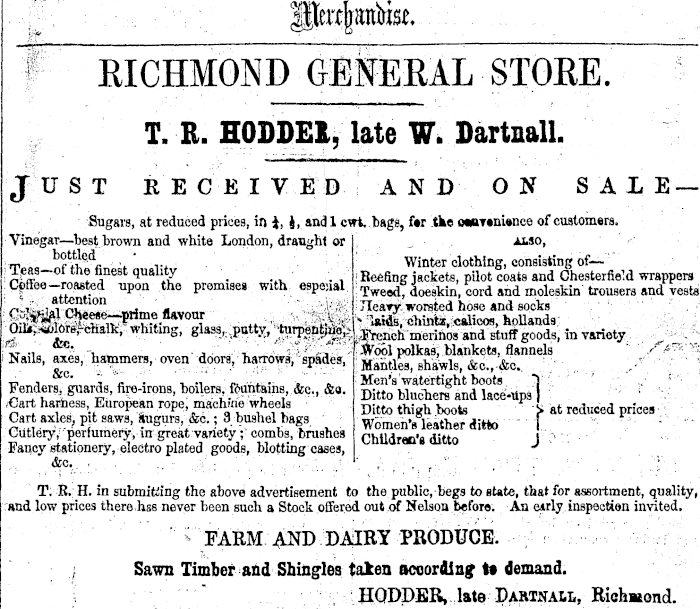 Merchandise.
RICHMOND GENERAL STORE.
T. R. HODDER, late W. Dartnall.
JUST RECEIVED AND ON SALE—
Sugars, at reduced prices, in ¼, ½, and 1 cwt. bags, for the convenience of customers.
Vinegar—best brown and white London, draught or
bottled
Teas—of the finest quality
Coffee—roasted upon the premises with especial
attention
Colonial Cheese—prime flavour
Oils, colors, chalk, whiting, glass, putty, turpentine,
&c.
Nails, axes, hammers, oven doors, harrows, spades,
&c.
Fenders, guards, fire-irons, boilers, fountains, &c., &c.
Cart harness, European rope, machine wheels
Cart axles, pit saws, augurs, &c.; 3 bushel bags
Cutlery, perfumery, in great variety; combs, brushes
Fancy stationery, electro plated goods, blotting cases,
&c.
ALSO,
Winter clothing, consisting of—
Reefing jackets, pilot coats and Chesterfield wrappers
Tweed, doeskin, cord and moleskin trousers and vests
Heavy worsted hose and socks
Plaids, chintz, calicos, hollands
French merinos and stuff goods, in variety
Wool polkas, blankets, flannels
Mantles, shawls, &c., &c.
Men's watertight boots
Ditto bluchers and lace-ups
Ditto thigh boots
Women's leather ditto
Children's ditto
at reduced prices
T. R. H. in submitting the above advertisement to the public, begs to state, that for assortment, quality,
and low prices there has never been such a Stock offered out of Nelson before. An early inspection invited.
FARM AND DAIRY PRODUCE.
Sawn Timber and Shingles taken according to demand.
HODDER, late DARTNALL, Richmond.